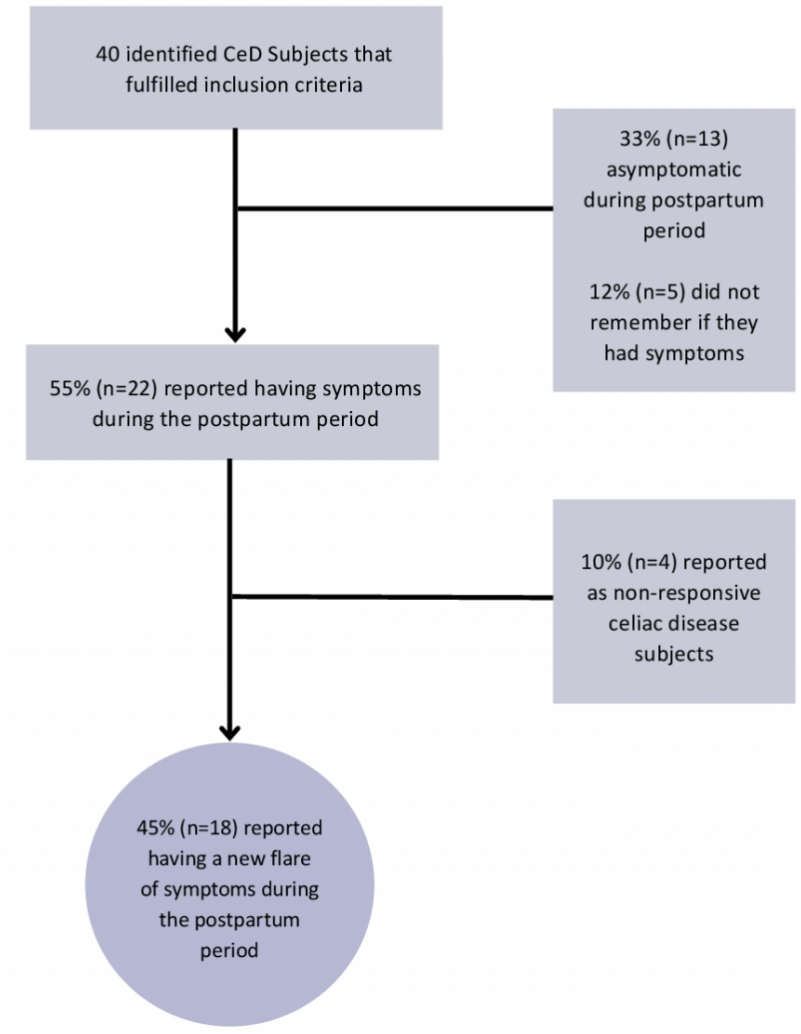 40 identified CeD Subjects that
fulfilled inclusion criteria
33% (n=13)
asymptomatic
during postpartum
period
12% (n=5) did not
remember if they
had symptoms
55% (n=22) reported having symptoms
during the postpartum period
10% (n=4) reported
as non-responsive
celiac disease
subjects
45% (n=18) reported
having a new flare
of symptoms during
the postpartum
period